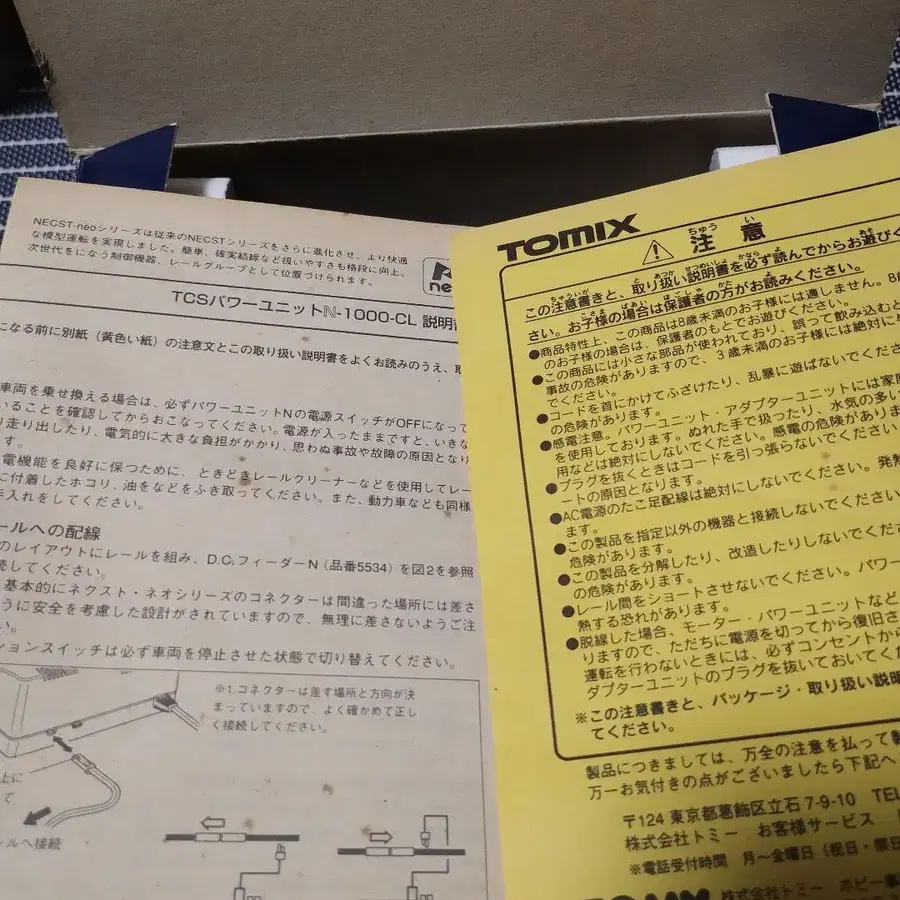 NECST-neoシリーズは従来のNECSTシリーズをさらに進化させ、より快適
な模型運転を実現しました。簡単、確実結線など扱いやすさも格段に向上。
次世代をになう制御機器、レールグループとして位置づけられます。
TCSパワーユニットN-1000-CL 説明
になる前に別紙（黄色い紙）の注意文とこの取り扱い説明書をよくお読みのうえ、
車両を乗せ換える場合は、必ずパワーユニットNの電源スイッチがOFFになって
いることを確認してからおこなってください。電源が入ったままですと、いきな
り走り出したり、電気的に大きな負担がかかり、思わぬ事故や故障の原因となり
す。
電機能を良好に保つために、ときどきレールクリーナーなどを使用してレー
に付着したホコリ、油をなどをふき取ってください。また、動力車なども同様
手入れをしてください。
ールへの配線
のレイアウトにレールを組み、D.C.フィーダーN（品番5534）を図2を参照
続してください。
基本的にネクスト・ネオシリーズのコネクターは間違った場所には差さ
うに安全を考慮した設計がされていますので、無理に差さないようご注
い。
ションスイッチは必ず車両を停止させた状態で切り替えてください。
※1.コネクターは差す場所と方向が決
まっていますので、よく確かめて正し
く接続してください。
上に
て
ールへ接続
TOMIX
ちゅう い
注 意
この注意書きと、取り扱い説明書を必ず読んでからお遊びく
さい。お子様の場合は保護者の方がお読みください。
●商品特性上、この商品は8歳未満のお子様には適しません。8歳
のお子様の場合は、保護者のもとでお遊びください。
●この商品には小さな部品が使われており、誤って飲み込むと
事故の危険がありますので、3歳未満のお子様には絶対に与
でください。
●コードを首にかけてふざけたり、乱暴に遊ばないでくださ
の危険があります。
●感電注意。パワーユニット・アダプターユニットには家庭
を使用しております。ぬれた手で扱ったり、水気の多い
用などは絶対にしないでください。感電の危険がありま
●プラグを抜くときはコードを引っ張らないでください。
ートの原因となります。
●AC電源のたこ足配線は絶対にしないでください。発熱
ます。
●この製品を指定以外の機器と接続しないでください。
危険があります。
●この製品を分解したり、改造したりしないでくださ
の危険があります。
●レール間をショートさせないでください。パワー
熱する恐れがあります。
●脱線した場合、モーター・パワーユニットなど
りますので、ただちに電源を切ってから復旧さ
運転を行わないときには、必ずコンセントから
ダプターユニットのプラグを抜いておいてくだ
※この注意書きと、パッケージ・取り扱い説明
てください。
製品につきましては、万全の注意を払って製
万一お気付きの点がございましたら下記へ
〒124 東京都葛飾区立石7-9-10 TEL
株式会社トミー お客様サービス
※電話受付時間 月〜金曜日（祝日・祭日
株式会社トミー ホビー事